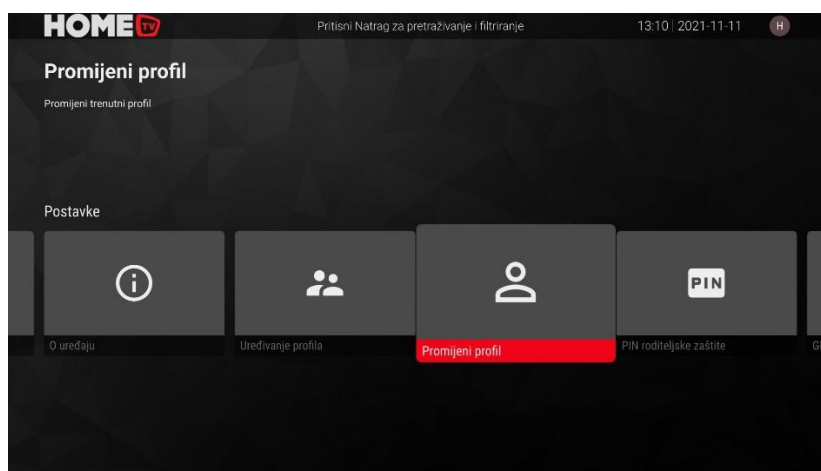 HOME TV
Pritisni Natrag za pretraživanje i filtriranje
13:10 | 2021-11-11
H
Promijeni profil
Promijeni trenutni profil
Postavke
PIN
O uređaju
Uređivanje profila
Promijeni profil
PIN roditeljske zaštite
Gl